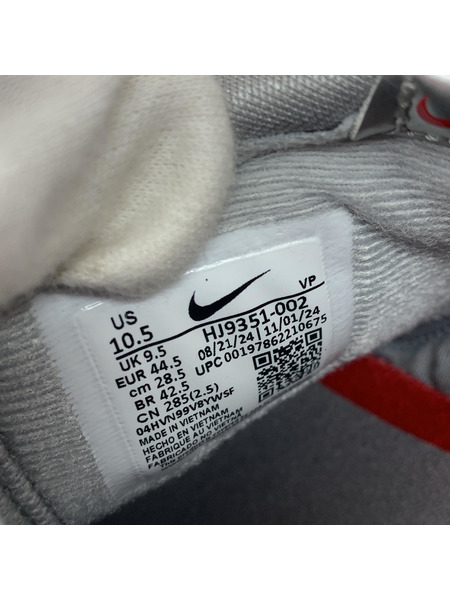 US
10.5
UK 9.5
EUR 44.5
cm 28.5
BR 42.5
CN 285(2.5)
04HVN99V8YWSF
MADE IN VIETNAM
HECHO EN VIETNAM
FABRIQUÉ AU VIETNAM
VP
HJ9351-002
08/21/24 11/01/24
UPC 00197862210675